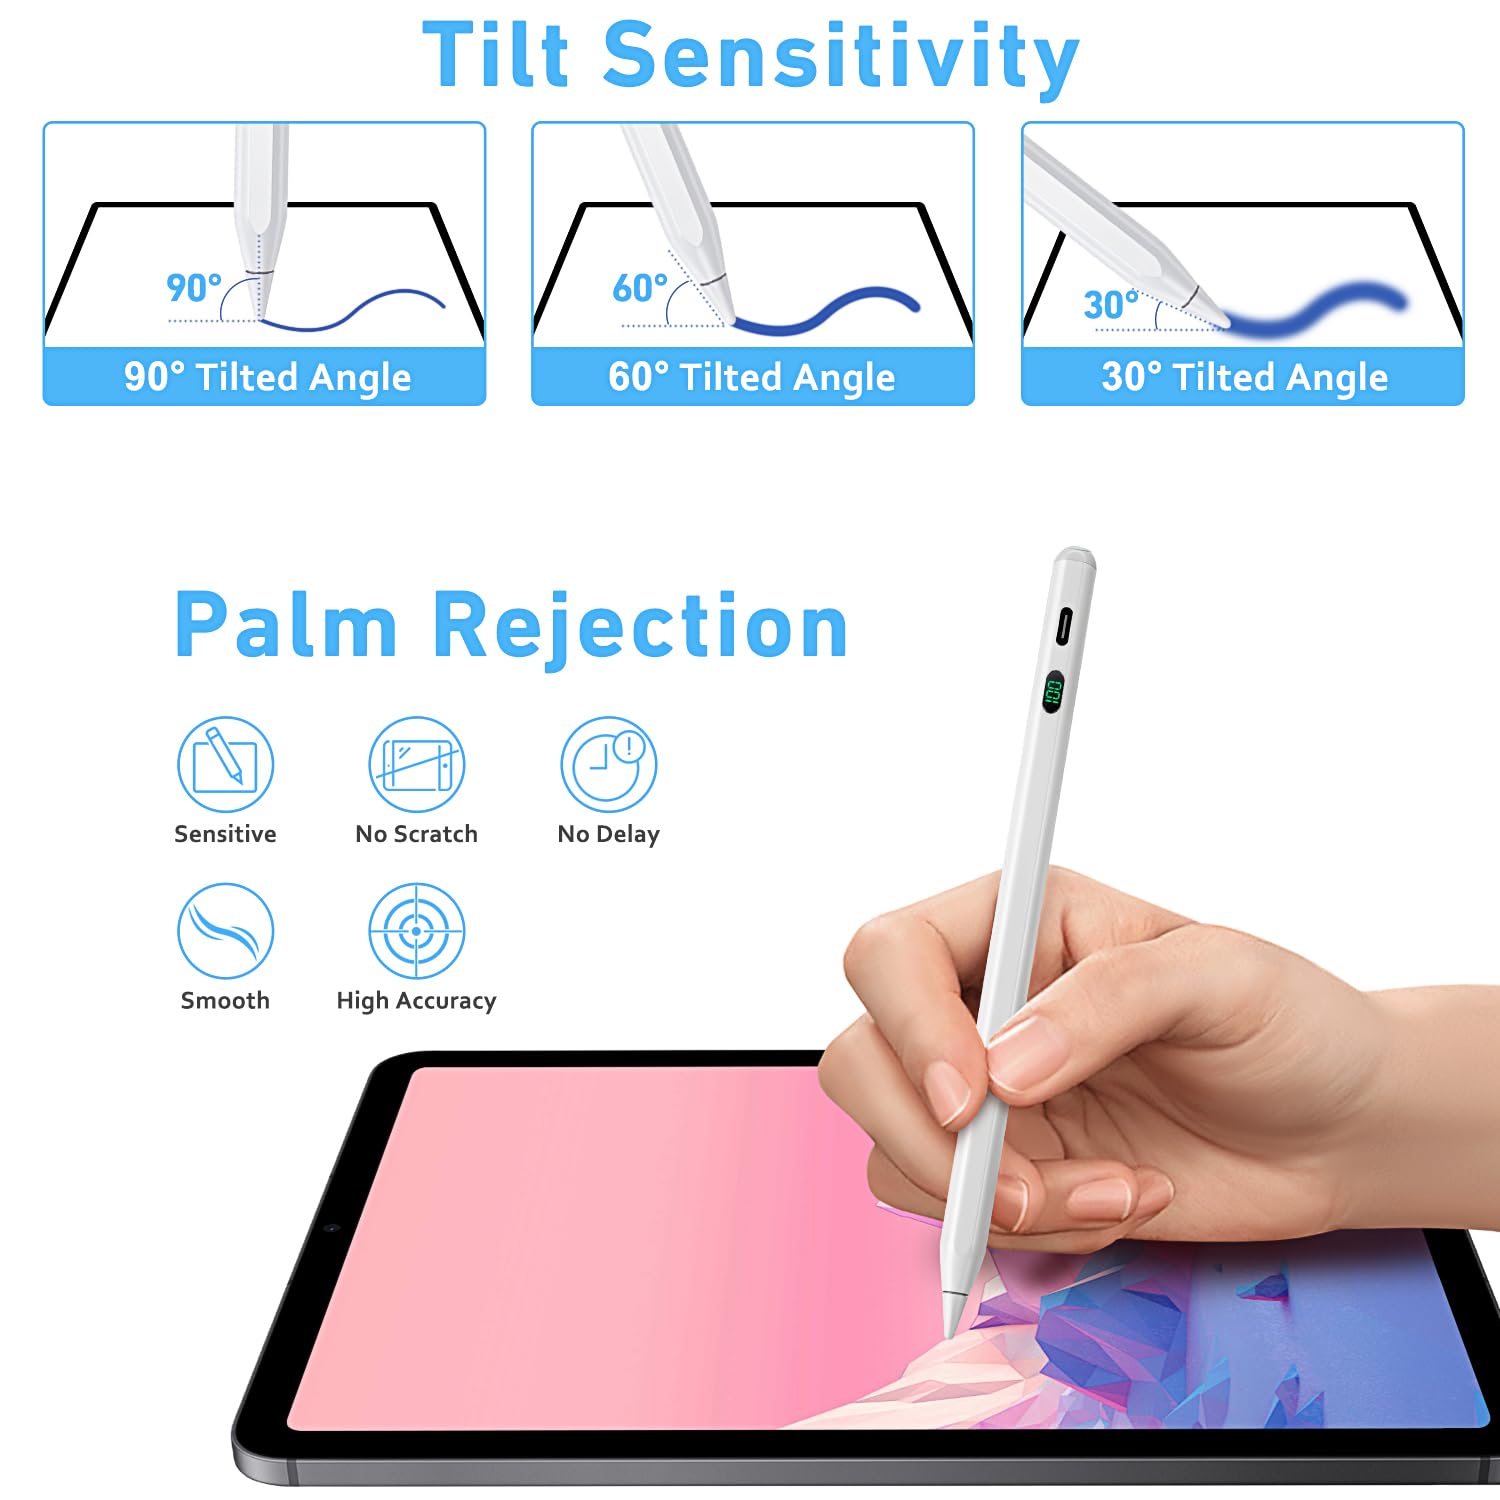 Tilt Sensitivity
90°
60°
30°
90° Tilted Angle
60° Tilted Angle
30° Tilted Angle
Palm Rejection
100
Sensitive
No Scratch
No Delay
Smooth
High Accuracy